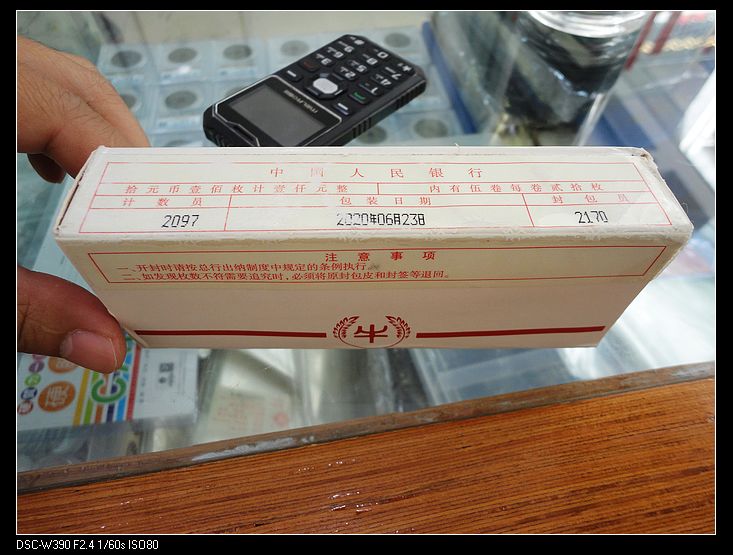 中国人民银行
拾元币壹佰枚计壹仟元整 内有伍卷每卷贰拾枚
计数员 包装日期 封包员
2097 2020年06月23日 2170
注意事项
一、开封时请按总行出纳制度中规定的条例执行。
二、如发现枚数不符需要追究时,必须将原封包皮和封签等退回。
牛
DSC-W390 F2.4 1/60s ISO80